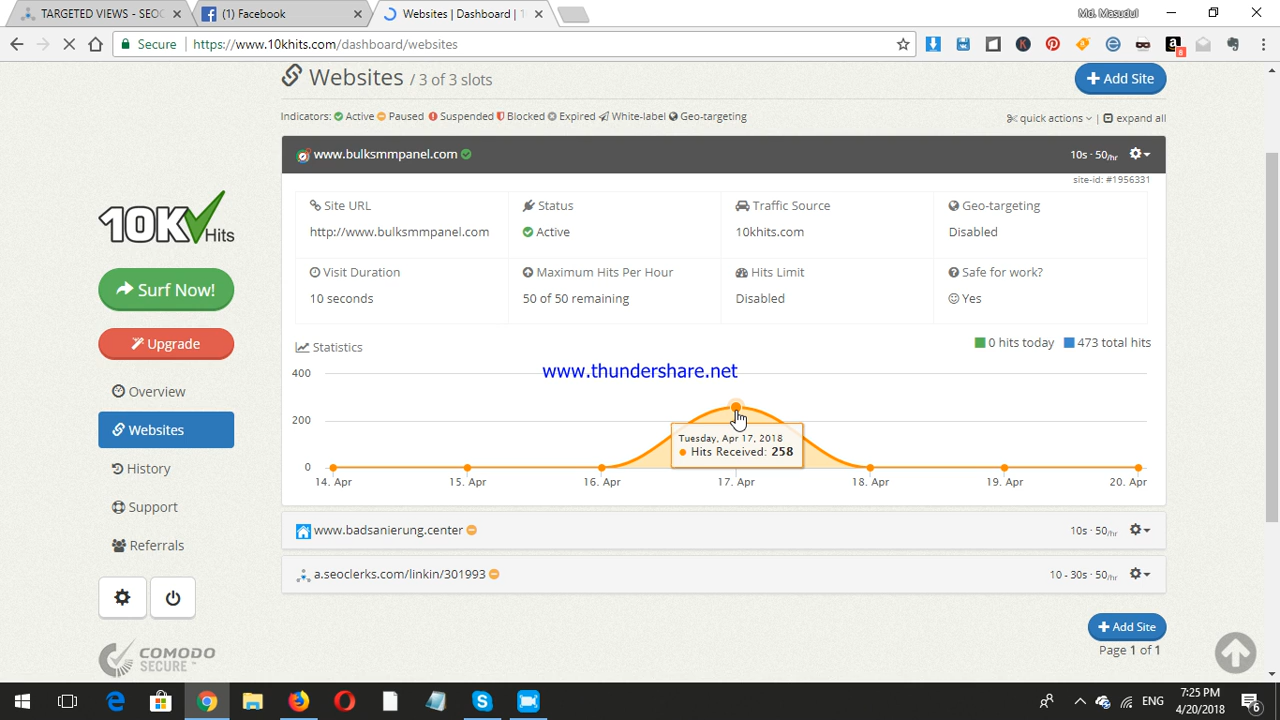 TARGETED VIEWS - SEOC
(1) Facebook
Websites | Dashboard | T
Md. Masudul
Secure https://www.10khits.com/dashboard/websites
Websites / 3 of 3 slots
Add Site
Indicators: Active Paused Suspended Blocked Expired White-label Geo-targeting
quick actions | expand all
www.bulksmmpanel.com
10s · 50/hr
site-id: #1956331
Site URL
Status
Traffic Source
Geo-targeting
http://www.bulksmmpanel.com
Active
10khits.com
Disabled
Visit Duration
Maximum Hits Per Hour
Hits Limit
Safe for work?
10 seconds
50 of 50 remaining
Disabled
Yes
Statistics
0 hits today
473 total hits
www.thundershare.net
400
200
0
Tuesday, Apr 17, 2018
Hits Received: 258
14. Apr
15. Apr
16. Apr
17. Apr
18. Apr
19. Apr
20. Apr
www.badsanierung.center
10s · 50/hr
a.seoclerks.com/linkin/301993
10 - 30s · 50/hr
Add Site
Page 1 of 1
10K Hits
Surf Now!
Upgrade
Overview
Websites
History
Support
Referrals
COMODO
SECURE™
ENG
7:25 PM
4/20/2018
6